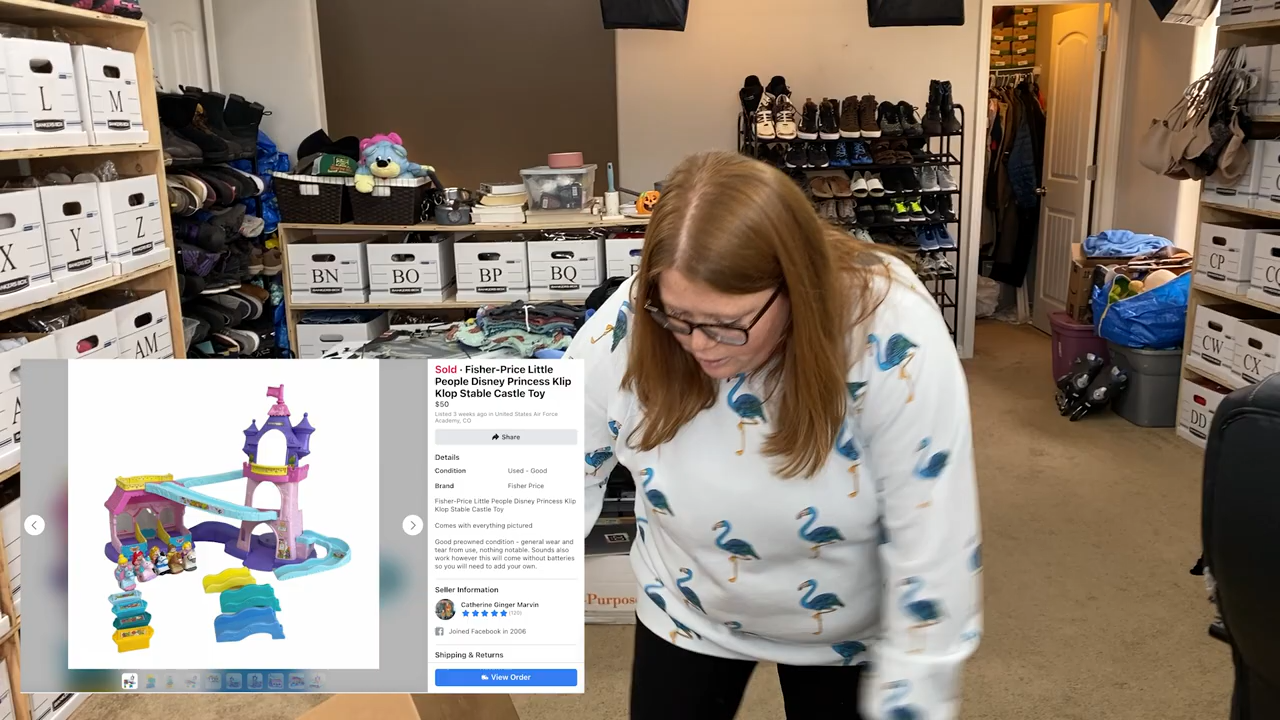 L
M
BANKERS BOX
X
Y
Z
AM
BN
BO
BP
BQ
CP
CW
CX
DD
-Purpos
Sold · Fisher-Price Little
People Disney Princess Klip
Klop Stable Castle Toy
$50
Listed 3 weeks ago in United States Air Force
Academy, CO
Share
Details
Condition Used - Good
Brand Fisher Price
Fisher-Price Little People Disney Princess Klip
Klop Stable Castle Toy
Comes with everything pictured
Good preowned condition - general wear and
tear from use, nothing notable. Sounds also
work however this will come without batteries
so you will need to add your own.
Seller Information
Catherine Ginger Marvin
(130)
Joined Facebook in 2006
Shipping & Returns
View Order